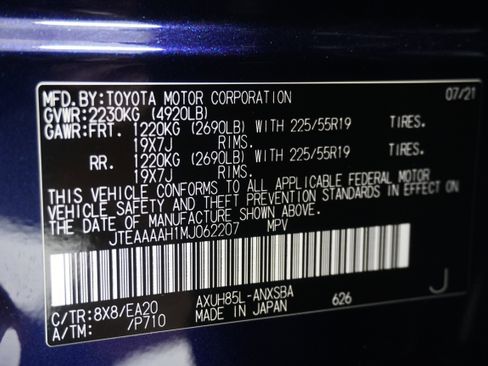 MFD.BY:TOYOTA MOTOR CORPORATION 07/21
GVWR:2230KG (4920LB)
GAWR:FRT. 1220KG (2690LB) WITH 225/55R19 TIRES.
19X7J RIMS.
RR. 1220KG (2690LB) WITH 225/55R19 TIRES.
19X7J RIMS.
THIS VEHICLE CONFORMS TO ALL APPLICABLE FEDERAL MOTOR
VEHICLE SAFETY AND THEFT PREVENTION STANDARDS IN EFFECT ON
THE DATE OF MANUFACTURE SHOWN ABOVE.
JTEAAAAH1MJ062207 MPV
C/TR:8X8/EA20 AXUH85L-ANXSBA 626 J
A/TM: /P710 MADE IN JAPAN